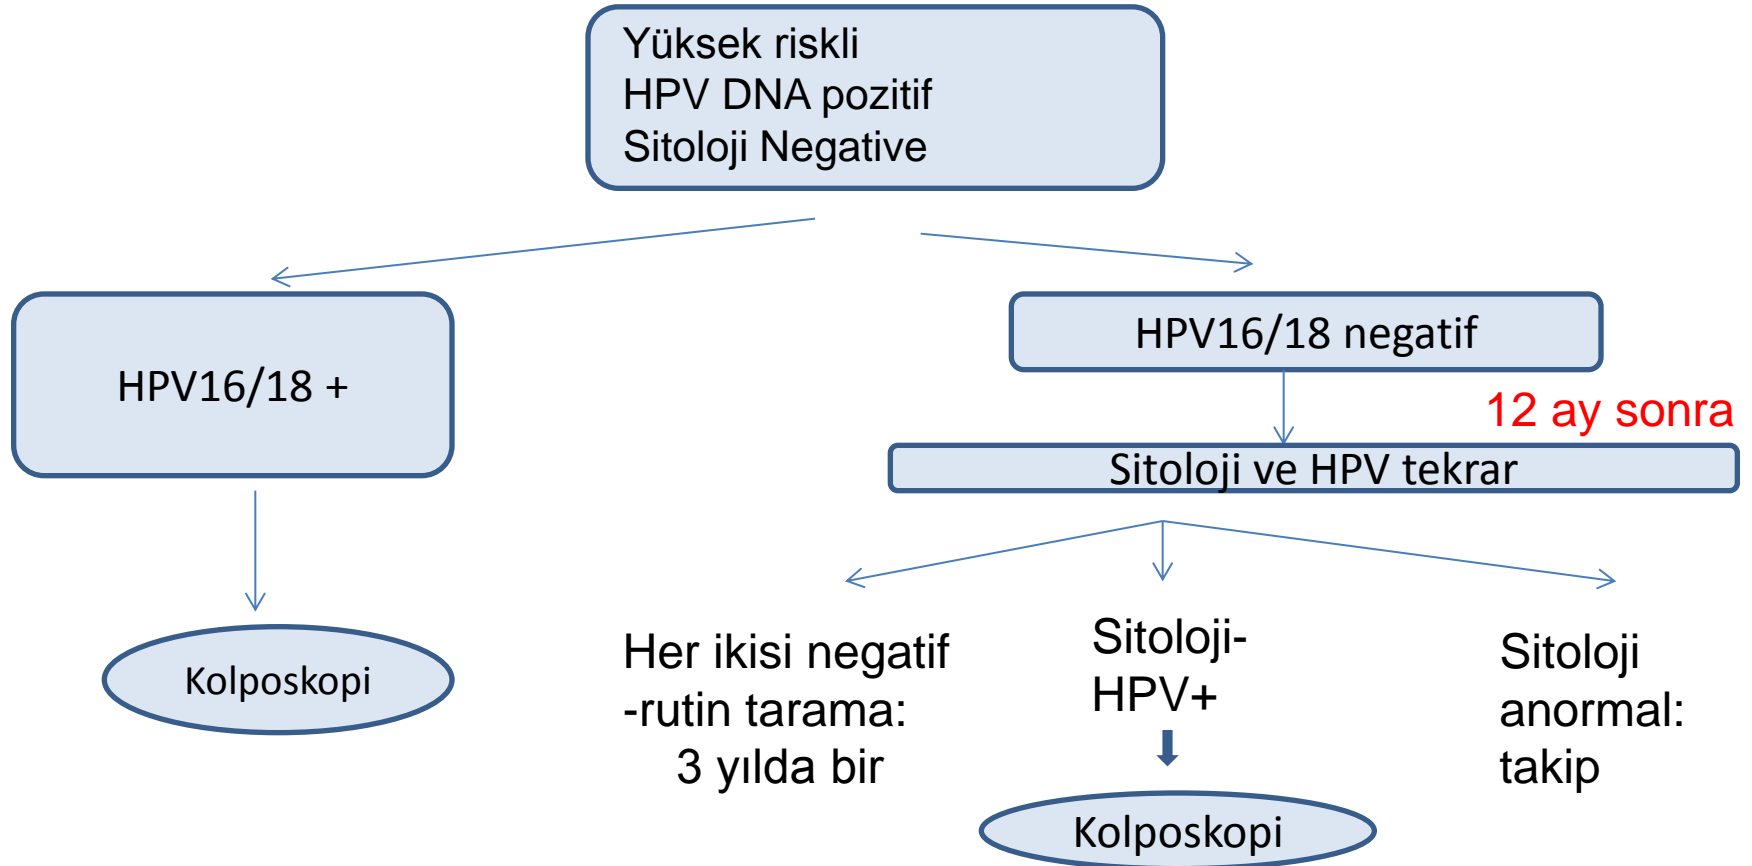 Yüksek riskli
HPV DNA pozitif
Sitoloji Negative
HPV16/18 +
HPV16/18 negatif
12 ay sonra
Sitoloji ve HPV tekrar
Kolposkopi
Her ikisi negatif
-rutin tarama:
3 yılda bir
Sitoloji-
HPV+
Kolposkopi
Sitoloji
anormal:
takip